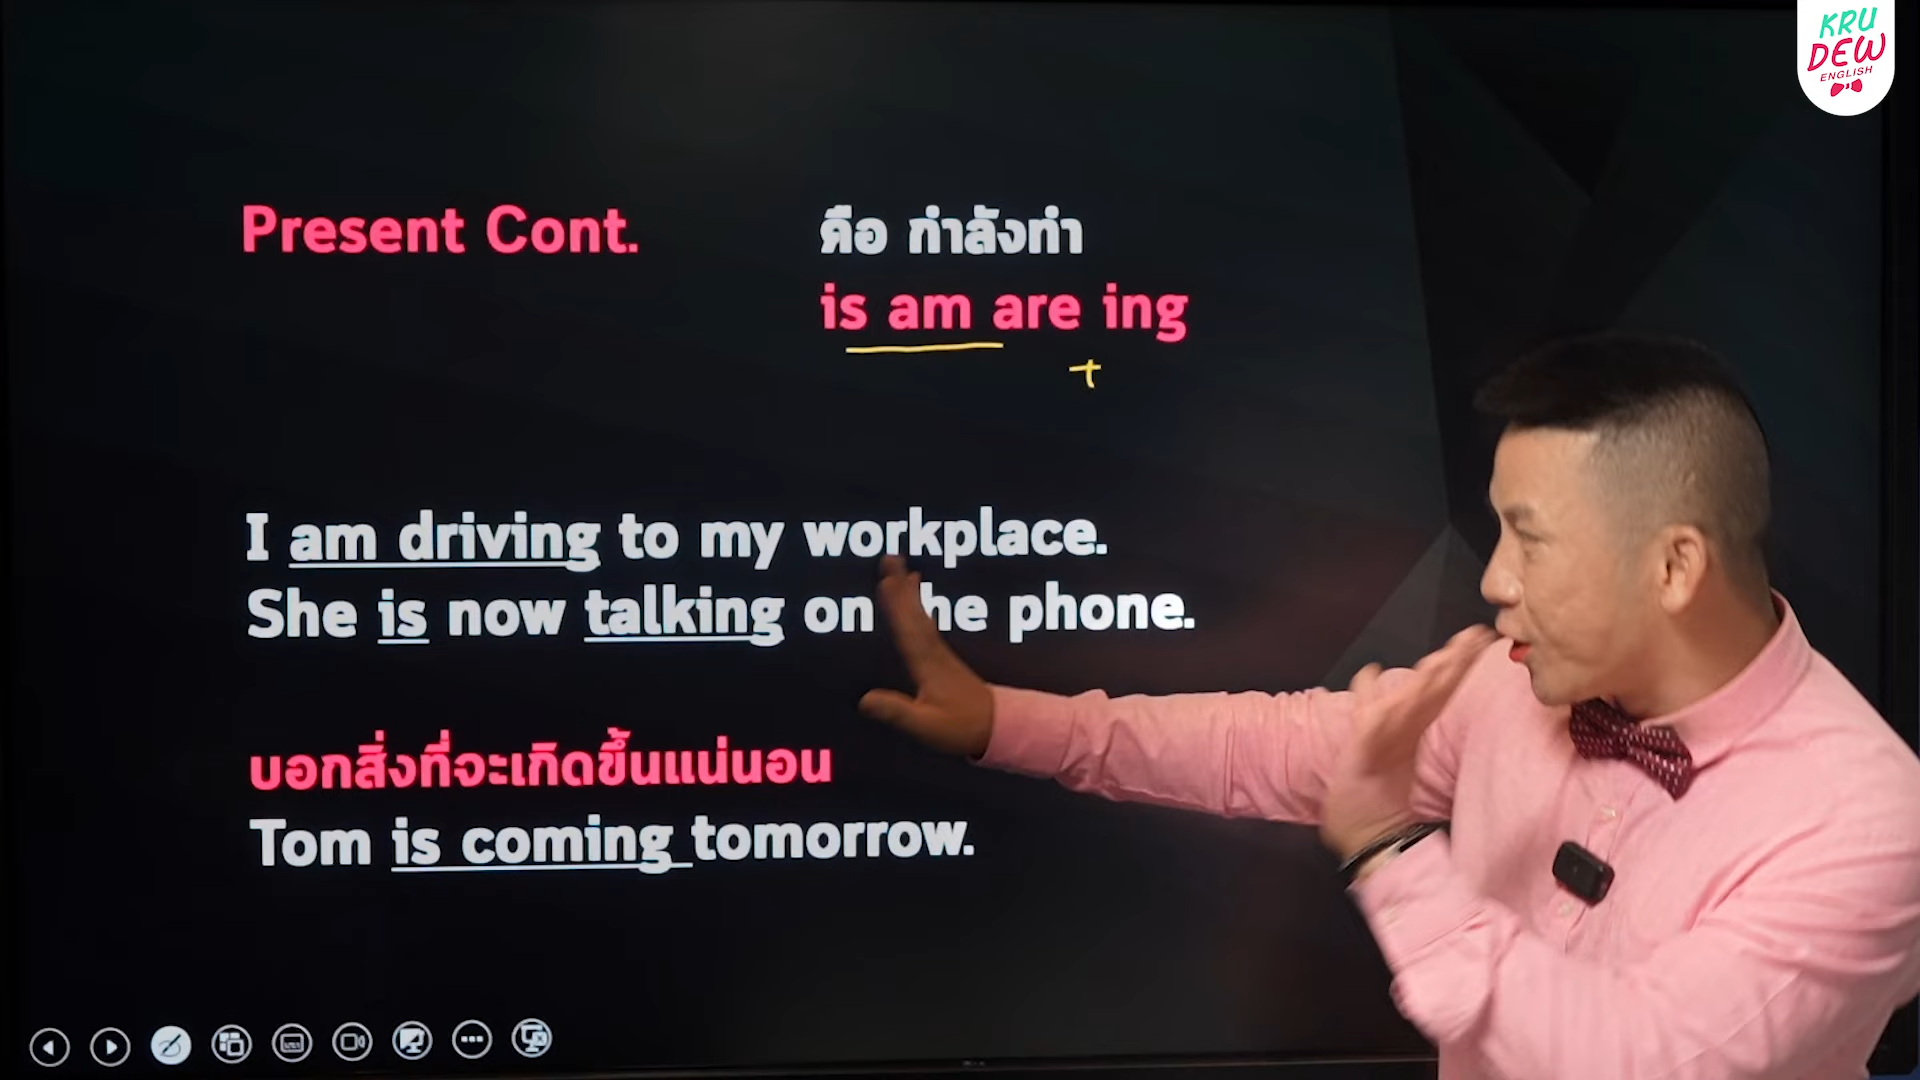 KRU
DEW
ENGLISH
Present Cont.
คือ กำลังทำ
is am are ing
+
I am driving to my workplace.
She is now talking on the phone.
บอกสิ่งที่จะเกิดขึ้นแน่นอน
Tom is coming tomorrow.